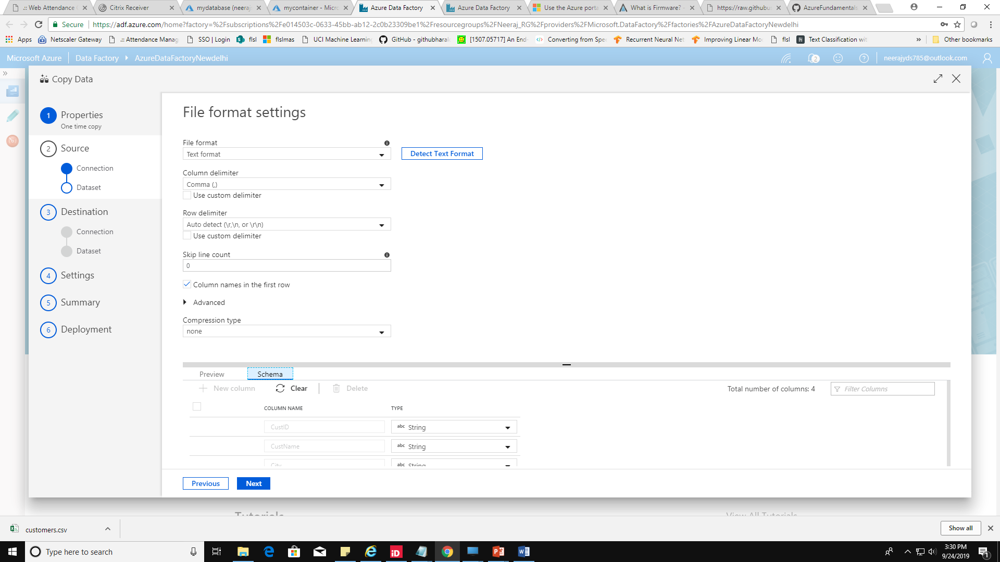 .:: Web Attendance
Citrix Receiver
mydatabase (neeraj
mycontainer - Micro
Azure Data Factory
Azure Data Factory
Use the Azure porta
What is Firmware? -
https://raw.githubu
AzureFundamentals
Secure
https://adf.azure.com/home?factory=%2Fsubscriptions%2Fe014503c-0633-45bb-ab12-2c0b23309be1%2Fresourcegroups%2FNeeraj_RG%2Fproviders%2FMicrosoft.DataFactory%2Ffactories%2FAzureDataFactoryNewdelhi
Apps
Netscaler Gateway
.:: Attendance Manag
SSO | Login
flsl
flslmas
UCI Machine Learning
GitHub - githubharal
[1507.05717] An End-
Converting from Spe
Recurrent Neural Net
Improving Linear Mo
flsl
Text Classification wit
»
Other bookmarks
Microsoft Azure
Data Factory
AzureDataFactoryNewdelhi
2
neerajyds785@outlook.com
»
Copy Data
1
Properties
One time copy
2
Source
Connection
Dataset
3
Destination
Connection
Dataset
4
Settings
5
Summary
6
Deployment
File format settings
File format
Text format
Detect Text Format
Column delimiter
Comma (,)
Use custom delimiter
Row delimiter
Auto detect (\r,\n, or \r\n)
Use custom delimiter
Skip line count
0
Column names in the first row
Advanced
Compression type
none
Preview
Schema
New column
Clear
Delete
Total number of columns: 4
Filter Columns
COLUMN NAME
TYPE
CustID
abc String
CustName
abc String
City
abc String
Previous
Next
Tutorials
View All Tutorials
customers.csv
Show all
Type here to search
3:30 PM
9/24/2019
1